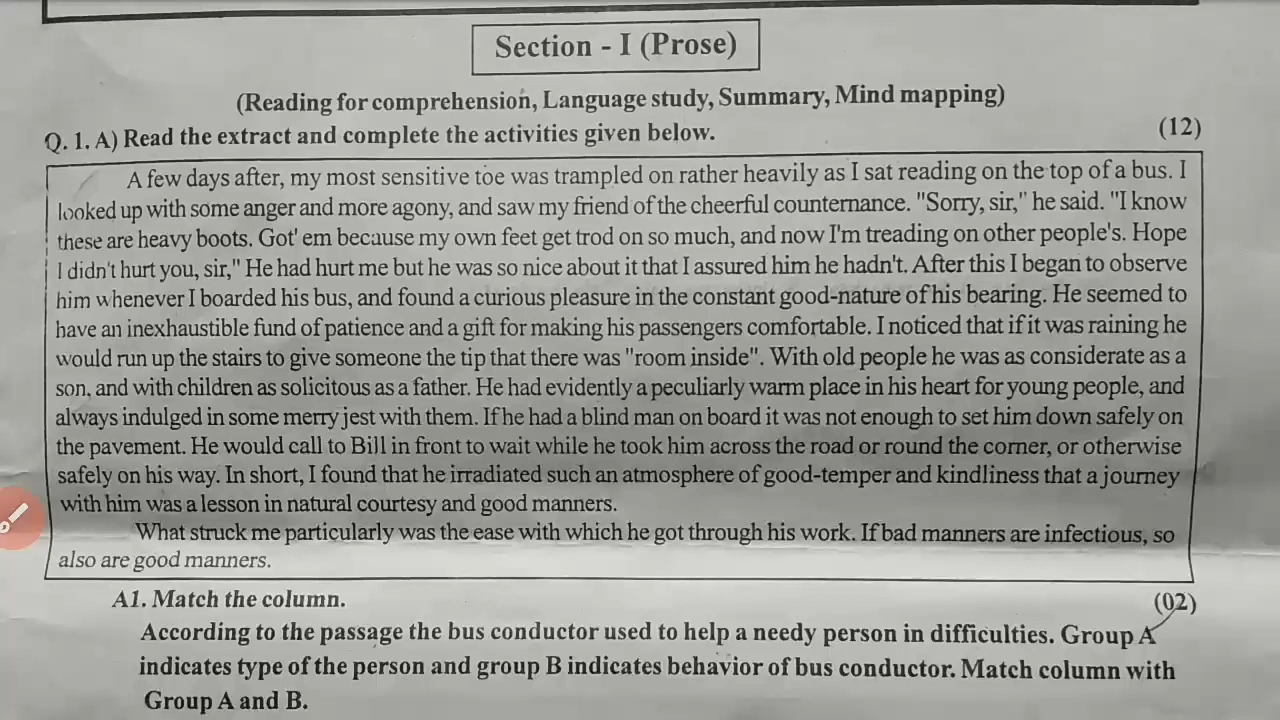 Section - I (Prose)
(Reading for comprehension, Language study, Summary, Mind mapping)
Q. 1. A) Read the extract and complete the activities given below. (12)
A few days after, my most sensitive toe was trampled on rather heavily as I sat reading on the top of a bus. I
looked up with some anger and more agony, and saw my friend of the cheerful counternance. "Sorry, sir," he said. "I know
these are heavy boots. Got' em because my own feet get trod on so much, and now I'm treading on other people's. Hope
I didn't hurt you, sir," He had hurt me but he was so nice about it that I assured him he hadn't. After this I began to observe
him whenever I boarded his bus, and found a curious pleasure in the constant good-nature of his bearing. He seemed to
have an inexhaustible fund of patience and a gift for making his passengers comfortable. I noticed that if it was raining he
would run up the stairs to give someone the tip that there was "room inside". With old people he was as considerate as a
son, and with children as solicitous as a father. He had evidently a peculiarly warm place in his heart for young people, and
always indulged in some merry jest with them. If he had a blind man on board it was not enough to set him down safely on
the pavement. He would call to Bill in front to wait while he took him across the road or round the corner, or otherwise
safely on his way. In short, I found that he irradiated such an atmosphere of good-temper and kindliness that a journey
with him was a lesson in natural courtesy and good manners.
What struck me particularly was the ease with which he got through his work. If bad manners are infectious, so
also are good manners.
A1. Match the column. (02)
According to the passage the bus conductor used to help a needy person in difficulties. Group A
indicates type of the person and group B indicates behavior of bus conductor. Match column with
Group A and B.